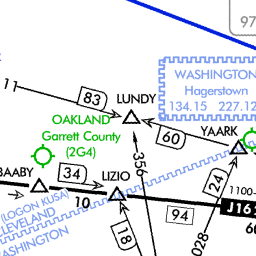 97
11
83
LUNDY
WASHINGTON
Hagerstown
134.15 227.12
OAKLAND
Garrett County
(2G4)
60
YAARK
356
BAABY
34
LIZIO
24
10
1100
94
J16
(LOGON KUSA)
CLEVELAND
WASHINGTON
18
028
60